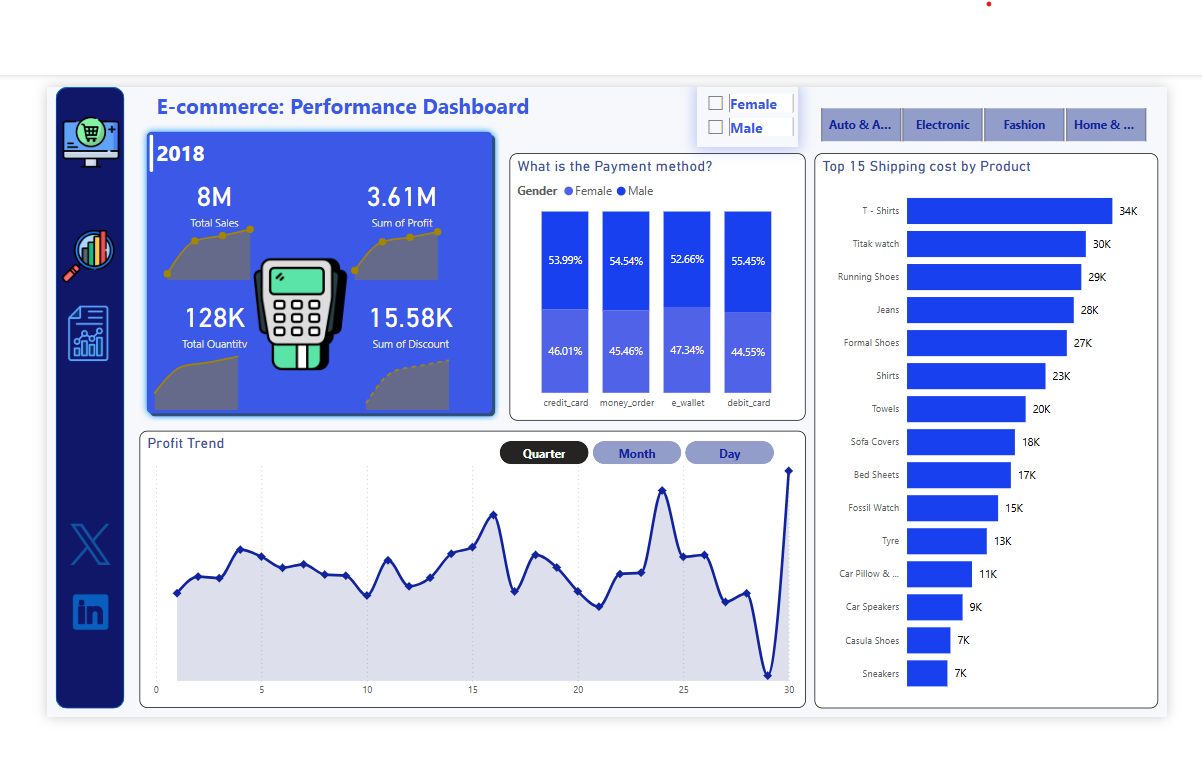 E-commerce: Performance Dashboard
Female
Male
Auto & A...
Electronic
Fashion
Home & ...
2018
8M
Total Sales
3.61M
Sum of Profit
128K
Total Quantity
15.58K
Sum of Discount
What is the Payment method?
Gender Female Male
53.99% 54.54% 52.66% 55.45%
46.01% 45.46% 47.34% 44.55%
credit_card money_order e_wallet debit_card
Top 15 Shipping cost by Product
T - Shirts 34K
Titak watch 30K
Running Shoes 29K
Jeans 28K
Formal Shoes 27K
Shirts 23K
Towels 20K
Sofa Covers 18K
Bed Sheets 17K
Fossil Watch 15K
Tyre 13K
Car Pillow & ... 11K
Car Speakers 9K
Casula Shoes 7K
Sneakers 7K
Profit Trend
Quarter
Month
Day
0 5 10 15 20 25 30
X
in